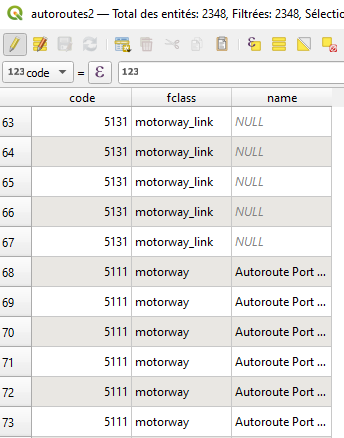 autoroutes2 — Total des entités: 2348, Filtrées: 2348, Sélectio
123 code = ε 123
code fclass name
63 5131 motorway_link NULL
64 5131 motorway_link NULL
65 5131 motorway_link NULL
66 5131 motorway_link NULL
67 5131 motorway_link NULL
68 5111 motorway Autoroute Port ...
69 5111 motorway Autoroute Port ...
70 5111 motorway Autoroute Port ...
71 5111 motorway Autoroute Port ...
72 5111 motorway Autoroute Port ...
73 5111 motorway Autoroute Port ...